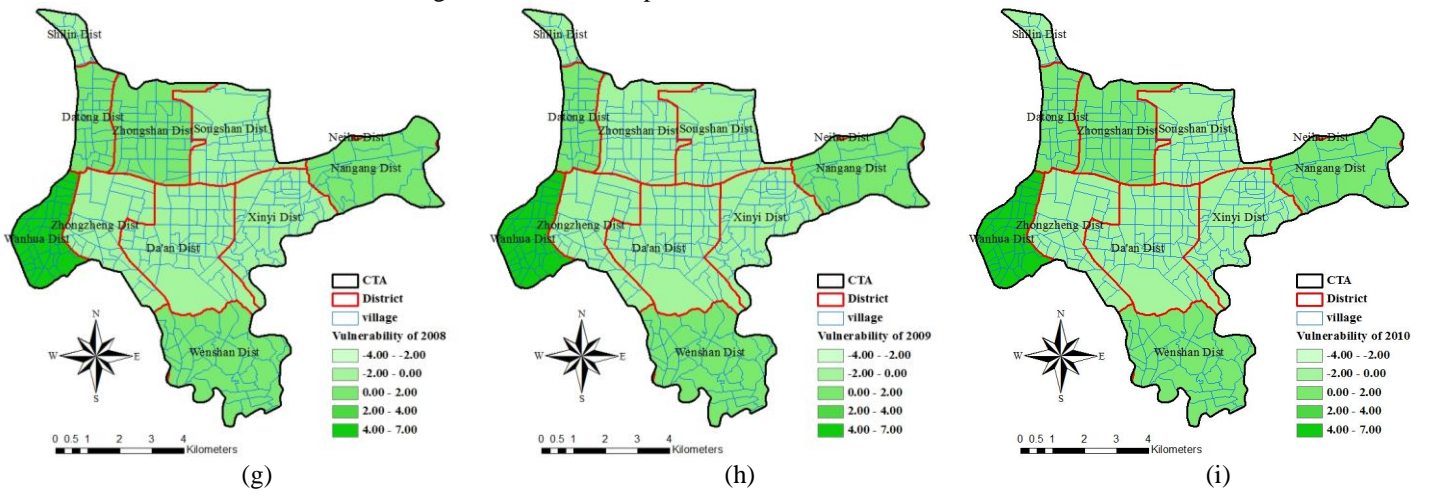 Shilin Dist
Datong Dist
Zhongshan Dist
Songshan Dist
Neihu Dist
Nangang Dist
Xinyi Dist
Zhongzheng Dist
Wanhua Dist
Da'an Dist
Wenshan Dist
N
W
E
S
CTA
District
village
Vulnerability of 2008
-4.00 - -2.00
-2.00 - 0.00
0.00 - 2.00
2.00 - 4.00
4.00 - 7.00
0 0.5 1 2 3 4
Kilometers
(g)
Shilin Dist
Datong Dist
Zhongshan Dist
Songshan Dist
Neihu Dist
Nangang Dist
Xinyi Dist
Zhongzheng Dist
Wanhua Dist
Da'an Dist
Wenshan Dist
N
W
E
S
CTA
District
village
Vulnerability of 2009
-4.00 - -2.00
-2.00 - 0.00
0.00 - 2.00
2.00 - 4.00
4.00 - 7.00
0 0.5 1 2 3 4
Kilometers
(h)
Shilin Dist
Datong Dist
Zhongshan Dist
Songshan Dist
Neihu Dist
Nangang Dist
Xinyi Dist
Zhongzheng Dist
Wanhua Dist
Da'an Dist
Wenshan Dist
N
W
E
S
CTA
District
village
Vulnerability of 2010
-4.00 - -2.00
-2.00 - 0.00
0.00 - 2.00
2.00 - 4.00
4.00 - 7.00
0 0.5 1 2 3 4
Kilometers
(i)